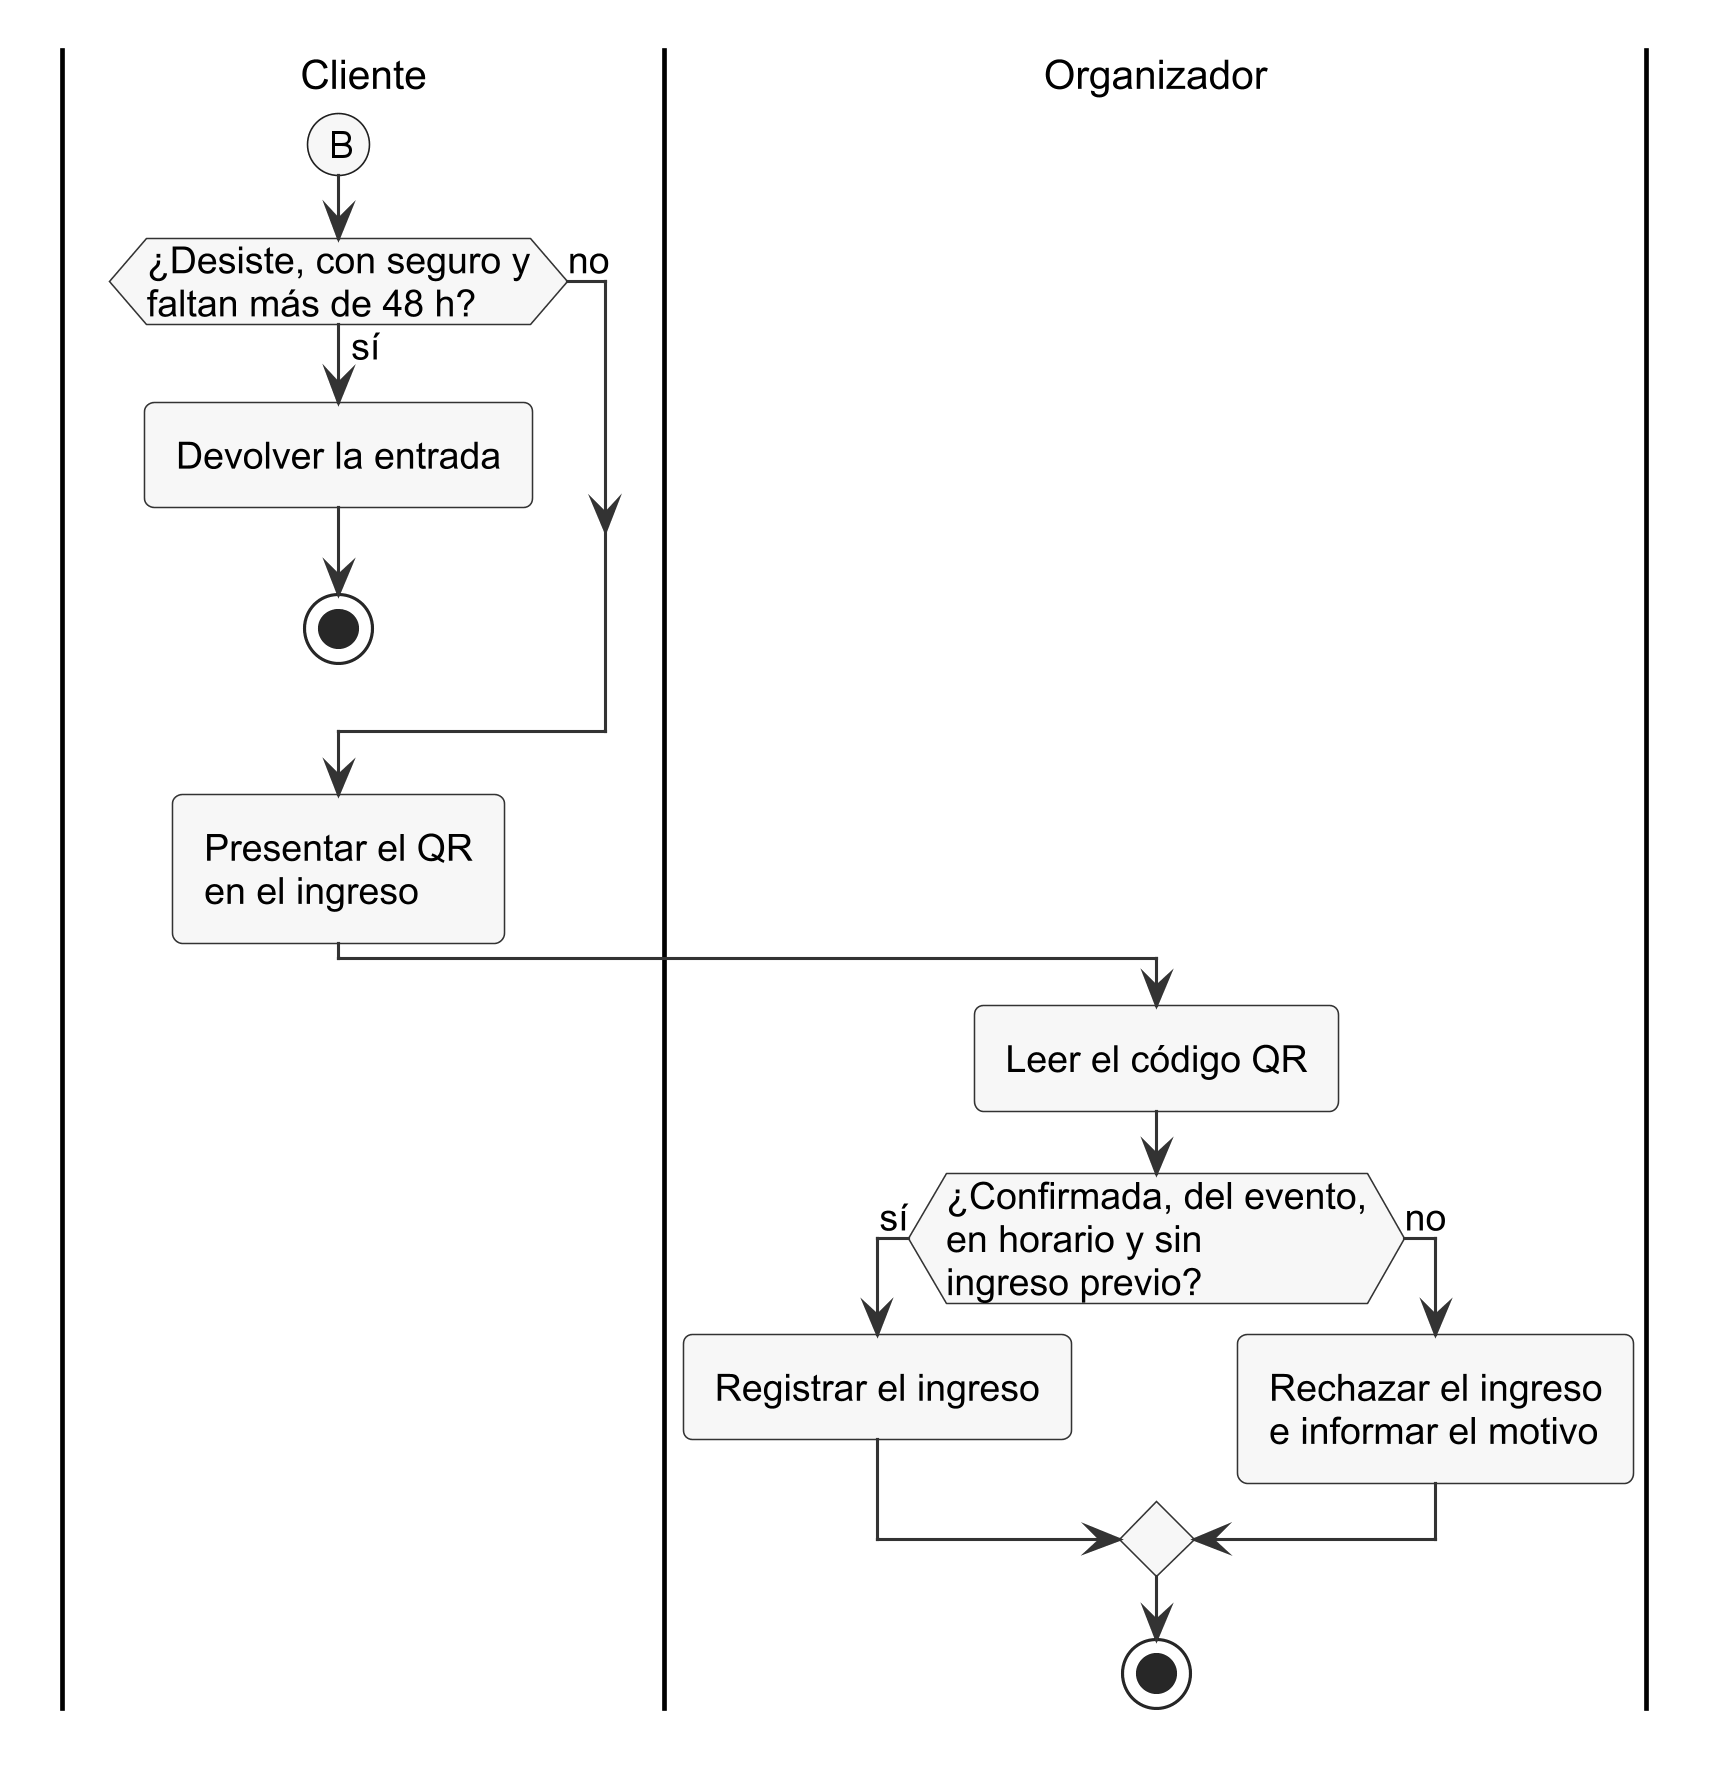 Cliente
Organizador
B
¿Desiste, con seguro y
faltan más de 48 h?
no
sí
Devolver la entrada
Presentar el QR
en el ingreso
Leer el código QR
¿Confirmada, del evento,
en horario y sin
ingreso previo?
sí
no
Registrar el ingreso
Rechazar el ingreso
e informar el motivo